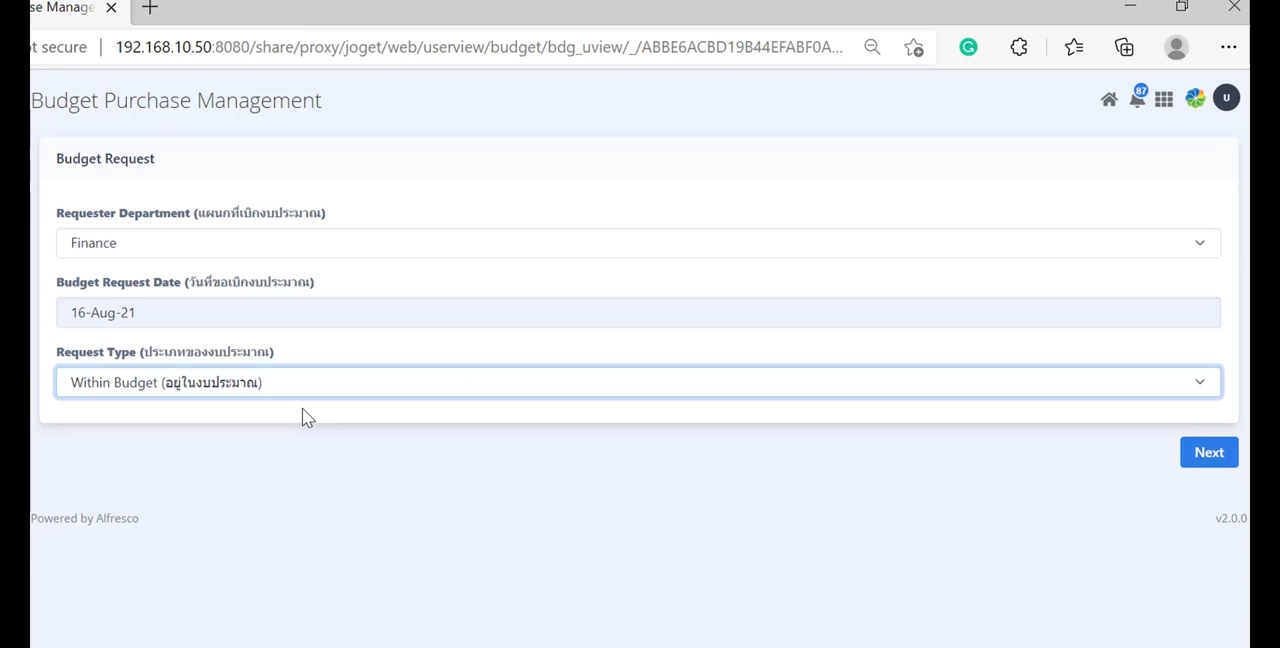 se Manage
t secure
192.168.10.50:8080/share/proxy/joget/web/userview/budget/bdg_uview/_/ABBE6ACBD19B44EFABF0A...
Budget Purchase Management
87
U
Budget Request
Requester Department (แผนกที่เบิกงบประมาณ)
Finance
Budget Request Date (วันที่ขอเบิกงบประมาณ)
16-Aug-21
Request Type (ประเภทของงบประมาณ)
Within Budget (อยู่ในงบประมาณ)
Next
Powered by Alfresco
v2.0.0